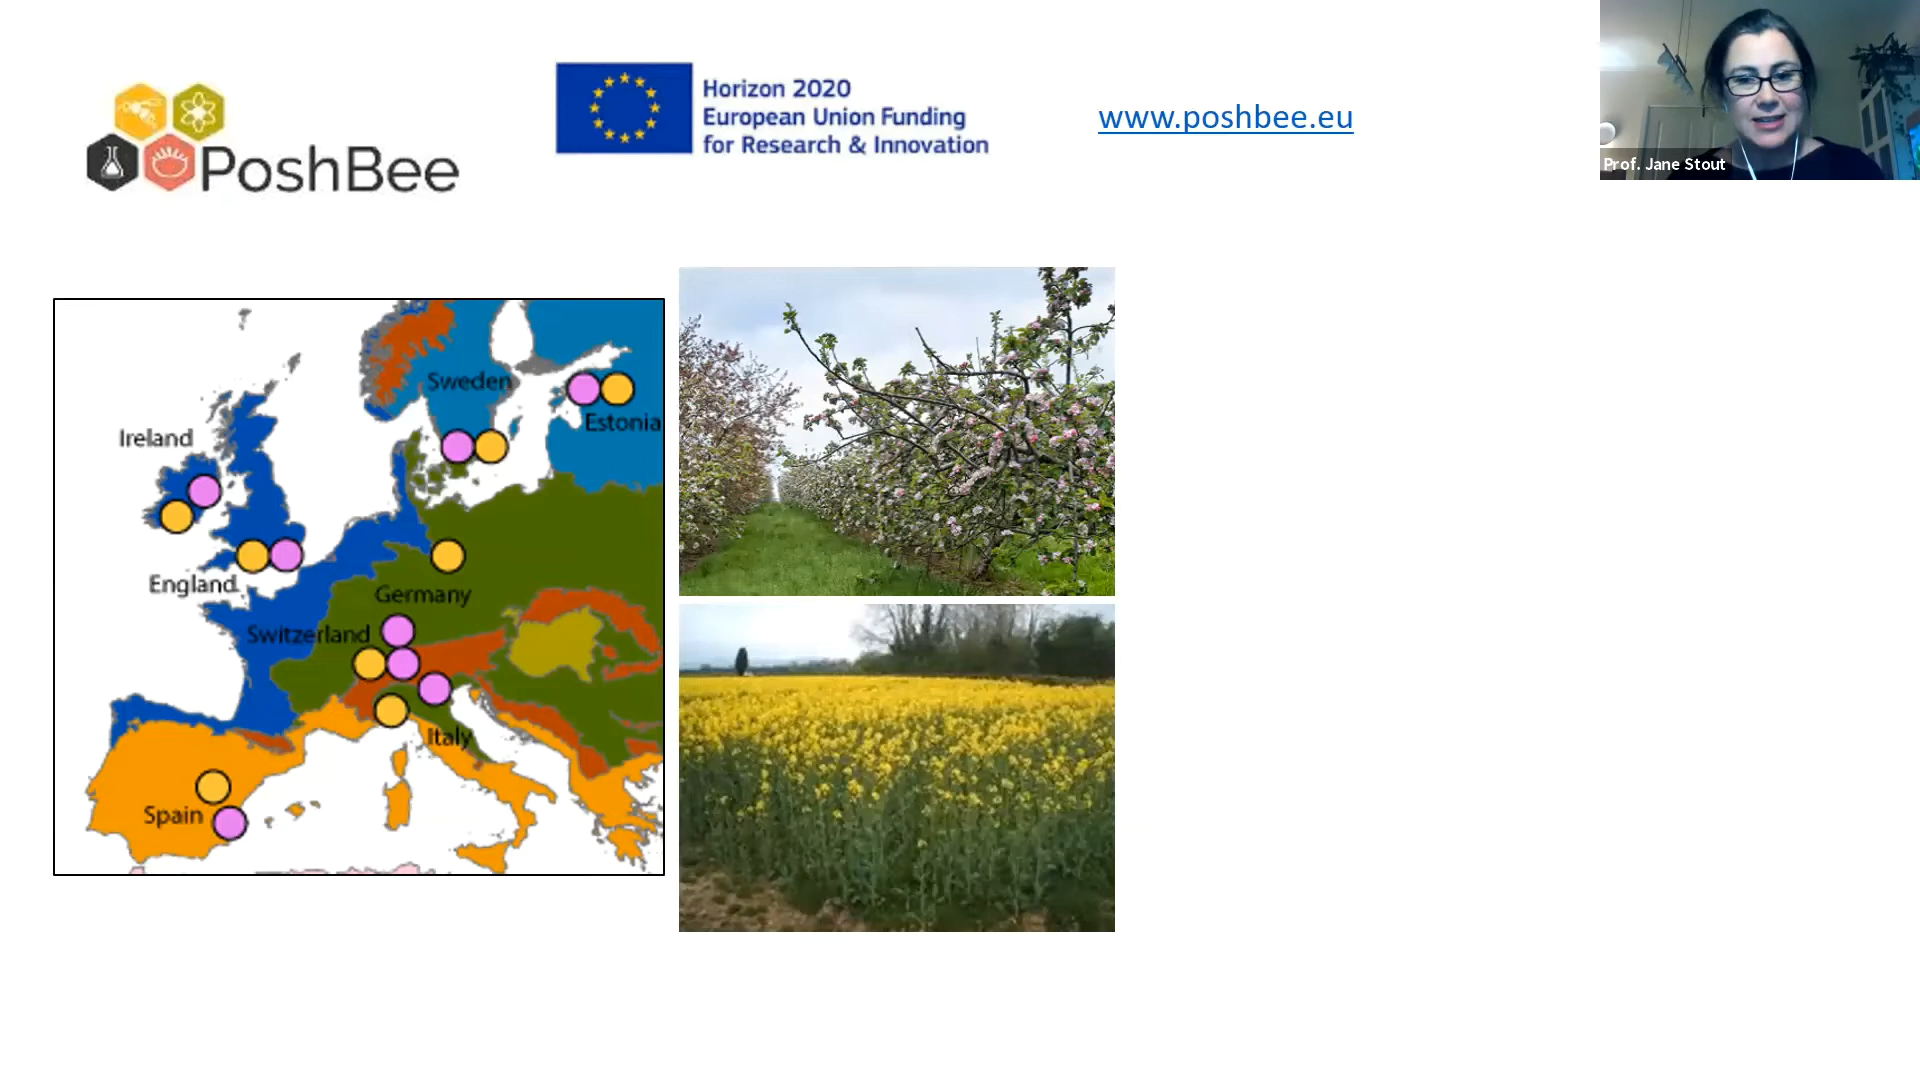 PoshBee
Horizon 2020
European Union Funding
for Research & Innovation
www.poshbee.eu
Prof. Jane Stout
Sweden
Estonia
Ireland
England
Germany
Switzerland
Italy
Spain